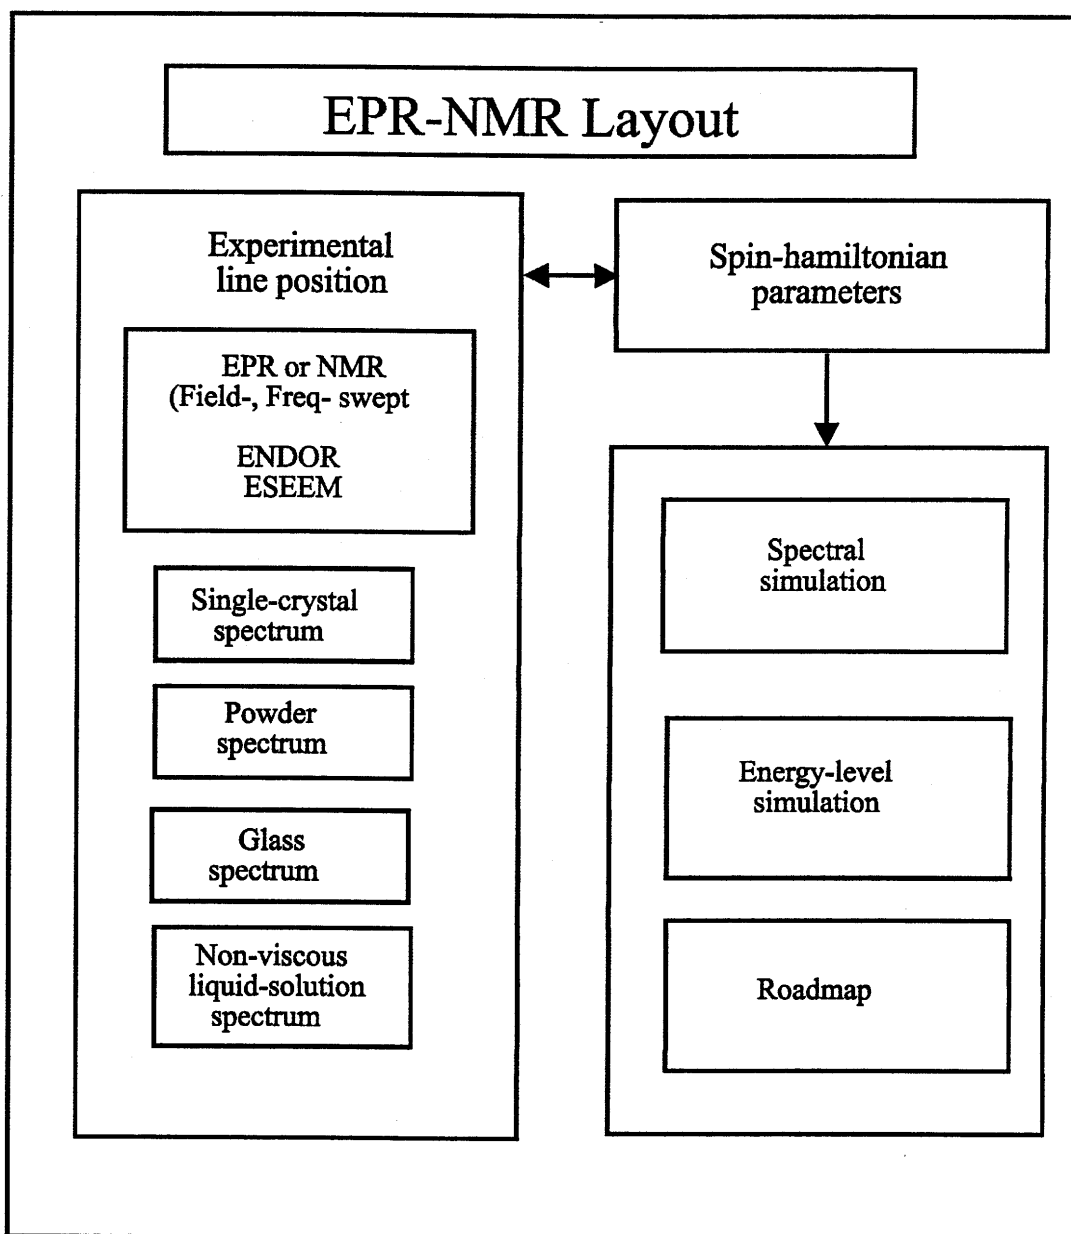 EPR-NMR Layout
Experimental
line position
EPR or NMR
(Field-, Freq- swept
ENDOR
ESEEM
Single-crystal
spectrum
Powder
spectrum
Glass
spectrum
Non-viscous
liquid-solution
spectrum
Spin-hamiltonian
parameters
Spectral
simulation
Energy-level
simulation
Roadmap